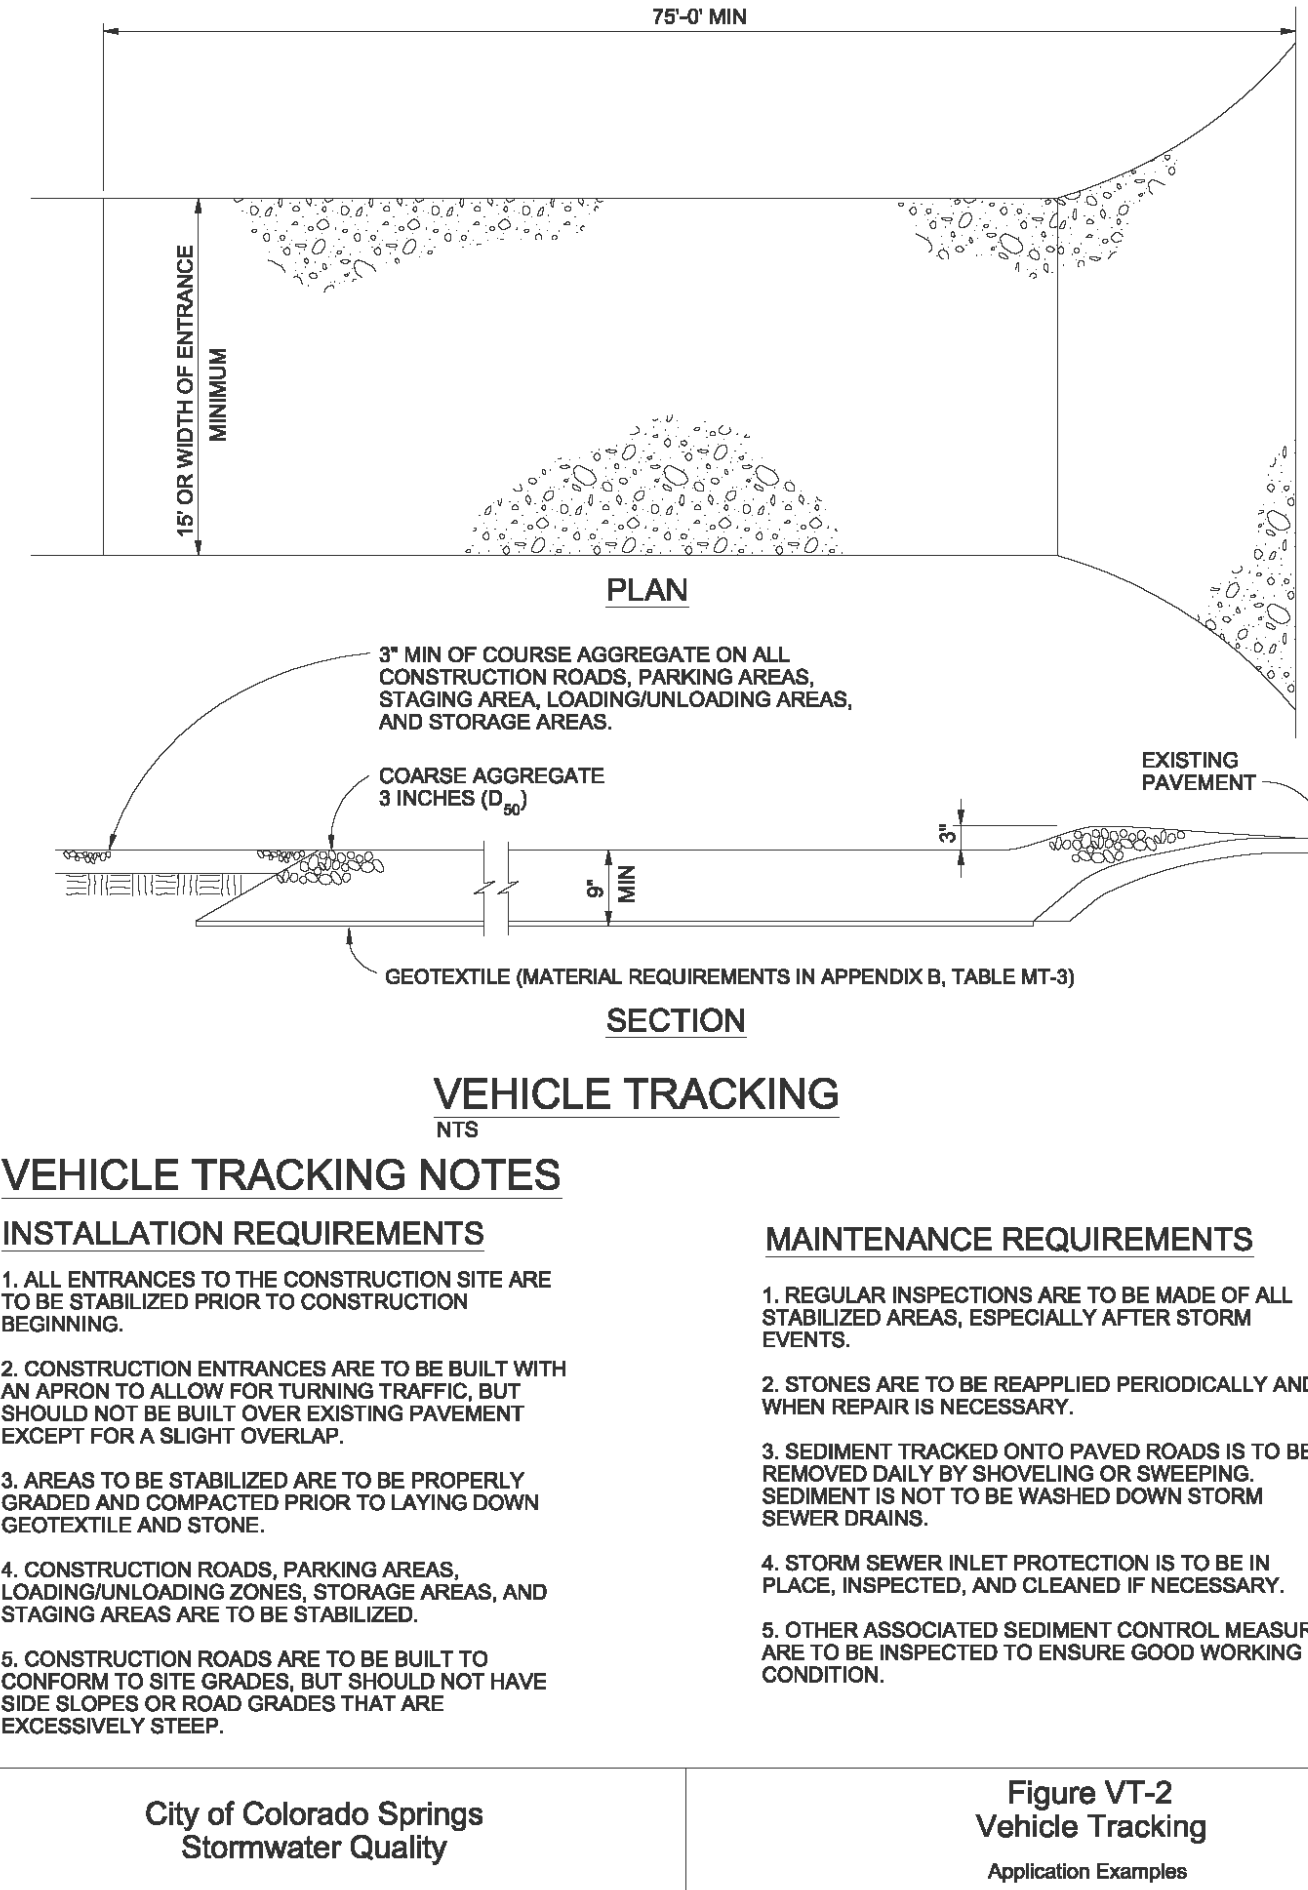 75'-0' MIN
15' OR WIDTH OF ENTRANCE
MINIMUM
PLAN
3" MIN OF COURSE AGGREGATE ON ALL
CONSTRUCTION ROADS, PARKING AREAS,
STAGING AREA, LOADING/UNLOADING AREAS,
AND STORAGE AREAS.
COARSE AGGREGATE
3 INCHES (D50)
EXISTING
PAVEMENT
3"
9"
MIN
GEOTEXTILE (MATERIAL REQUIREMENTS IN APPENDIX B, TABLE MT-3)
SECTION
VEHICLE TRACKING
NTS
VEHICLE TRACKING NOTES
INSTALLATION REQUIREMENTS
1. ALL ENTRANCES TO THE CONSTRUCTION SITE ARE
TO BE STABILIZED PRIOR TO CONSTRUCTION
BEGINNING.
2. CONSTRUCTION ENTRANCES ARE TO BE BUILT WITH
AN APRON TO ALLOW FOR TURNING TRAFFIC, BUT
SHOULD NOT BE BUILT OVER EXISTING PAVEMENT
EXCEPT FOR A SLIGHT OVERLAP.
3. AREAS TO BE STABILIZED ARE TO BE PROPERLY
GRADED AND COMPACTED PRIOR TO LAYING DOWN
GEOTEXTILE AND STONE.
4. CONSTRUCTION ROADS, PARKING AREAS,
LOADING/UNLOADING ZONES, STORAGE AREAS, AND
STAGING AREAS ARE TO BE STABILIZED.
5. CONSTRUCTION ROADS ARE TO BE BUILT TO
CONFORM TO SITE GRADES, BUT SHOULD NOT HAVE
SIDE SLOPES OR ROAD GRADES THAT ARE
EXCESSIVELY STEEP.
MAINTENANCE REQUIREMENTS
1. REGULAR INSPECTIONS ARE TO BE MADE OF ALL
STABILIZED AREAS, ESPECIALLY AFTER STORM
EVENTS.
2. STONES ARE TO BE REAPPLIED PERIODICALLY AND
WHEN REPAIR IS NECESSARY.
3. SEDIMENT TRACKED ONTO PAVED ROADS IS TO BE
REMOVED DAILY BY SHOVELING OR SWEEPING.
SEDIMENT IS NOT TO BE WASHED DOWN STORM
SEWER DRAINS.
4. STORM SEWER INLET PROTECTION IS TO BE IN
PLACE, INSPECTED, AND CLEANED IF NECESSARY.
5. OTHER ASSOCIATED SEDIMENT CONTROL MEASUR
ARE TO BE INSPECTED TO ENSURE GOOD WORKING
CONDITION.
City of Colorado Springs
Stormwater Quality
Figure VT-2
Vehicle Tracking
Application Examples